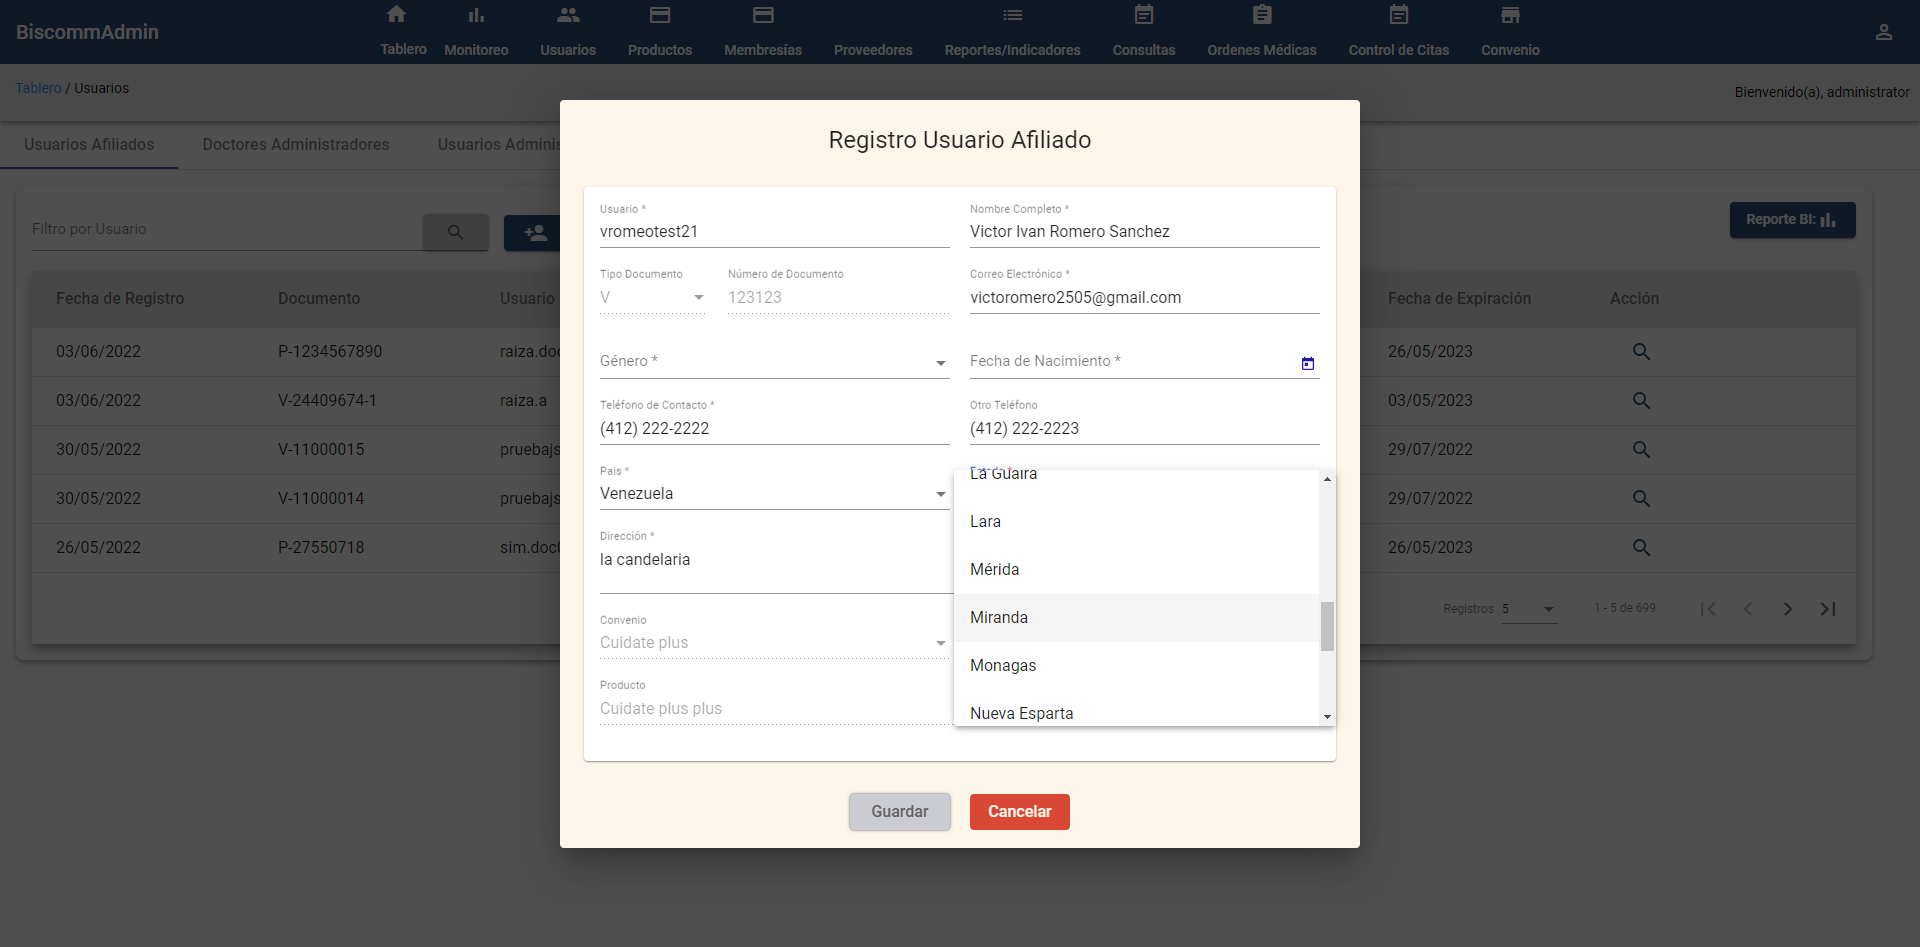 BiscommAdmin
Tablero
Monitoreo
Usuarios
Productos
Membresías
Proveedores
Reportes/Indicadores
Consultas
Ordenes Médicas
Control de Citas
Convenio
Tablero / Usuarios
Bienvenido(a), administrator
Usuarios Afiliados
Doctores Administradores
Usuarios Adminis
Filtro por Usuario
Reporte BI:
Fecha de Registro
Documento
Usuario
Fecha de Expiración
Acción
03/06/2022
P-1234567890
raiza.do
26/05/2023
03/06/2022
V-24409674-1
raiza.a
03/05/2023
30/05/2022
V-11000015
pruebajs
29/07/2022
30/05/2022
V-11000014
pruebajs
29/07/2022
26/05/2022
P-27550718
sim.doc
26/05/2023
Registros 5
1 - 5 de 699
Registro Usuario Afiliado
Usuario *
vromeotest21
Nombre Completo *
Victor Ivan Romero Sanchez
Tipo Documento
V
Número de Documento
123123
Correo Electrónico *
victoromero2505@gmail.com
Género *
Fecha de Nacimiento *
Teléfono de Contacto *
(412) 222-2222
Otro Teléfono
(412) 222-2223
Pais *
Venezuela
La Guaira
Lara
Mérida
Miranda
Monagas
Nueva Esparta
Dirección *
la candelaria
Convenio
Cuidate plus
Producto
Cuidate plus plus
Guardar
Cancelar